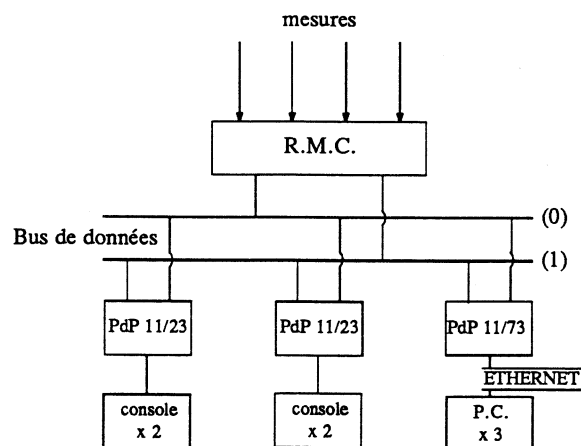 mesures
R.M.C.
(0)
Bus de données
(1)
PdP 11/23
PdP 11/23
PdP 11/73
ETHERNET
console
x 2
console
x 2
P.C.
x 3